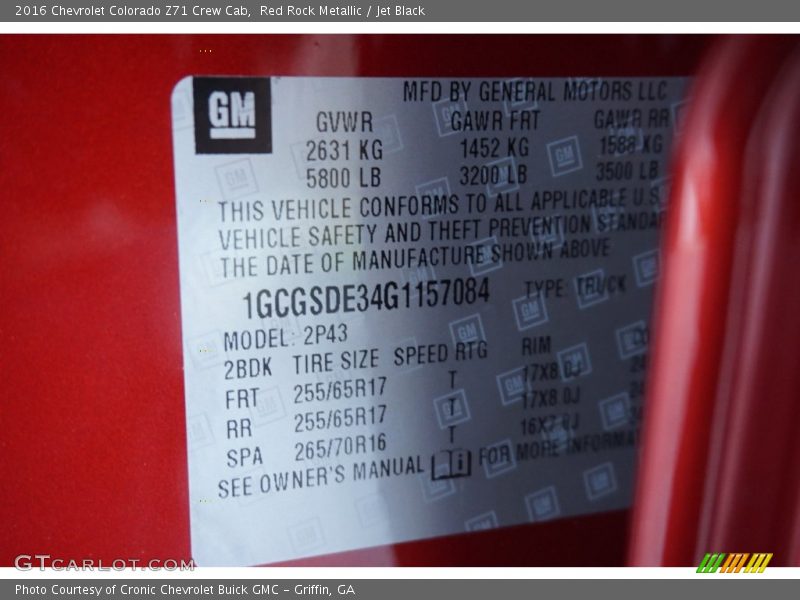 2016 Chevrolet Colorado Z71 Crew Cab, Red Rock Metallic / Jet Black
GM
MFD BY GENERAL MOTORS LLC
GVWR GAWR FRT GAWR RR
2631 KG 1452 KG 1588 KG
5800 LB 3200 LB 3500 LB
THIS VEHICLE CONFORMS TO ALL APPLICABLE U.S.
VEHICLE SAFETY AND THEFT PREVENTION
THE DATE OF MANUFACTURE SHOWN ABOVE
1GCGSDE34G1157084 TYPE: TRUCK
MODEL: 2P43
2BDK TIRE SIZE SPEED RTG RIM
FRT 255/65R17 T 17X8.0J
RR 255/65R17 T 17X8.0J
SPA 265/70R16 T 16X7.0J
SEE OWNER'S MANUAL FOR MORE
GTCARLOT.COM
Photo Courtesy of Cronic Chevrolet Buick GMC – Griffin, GA